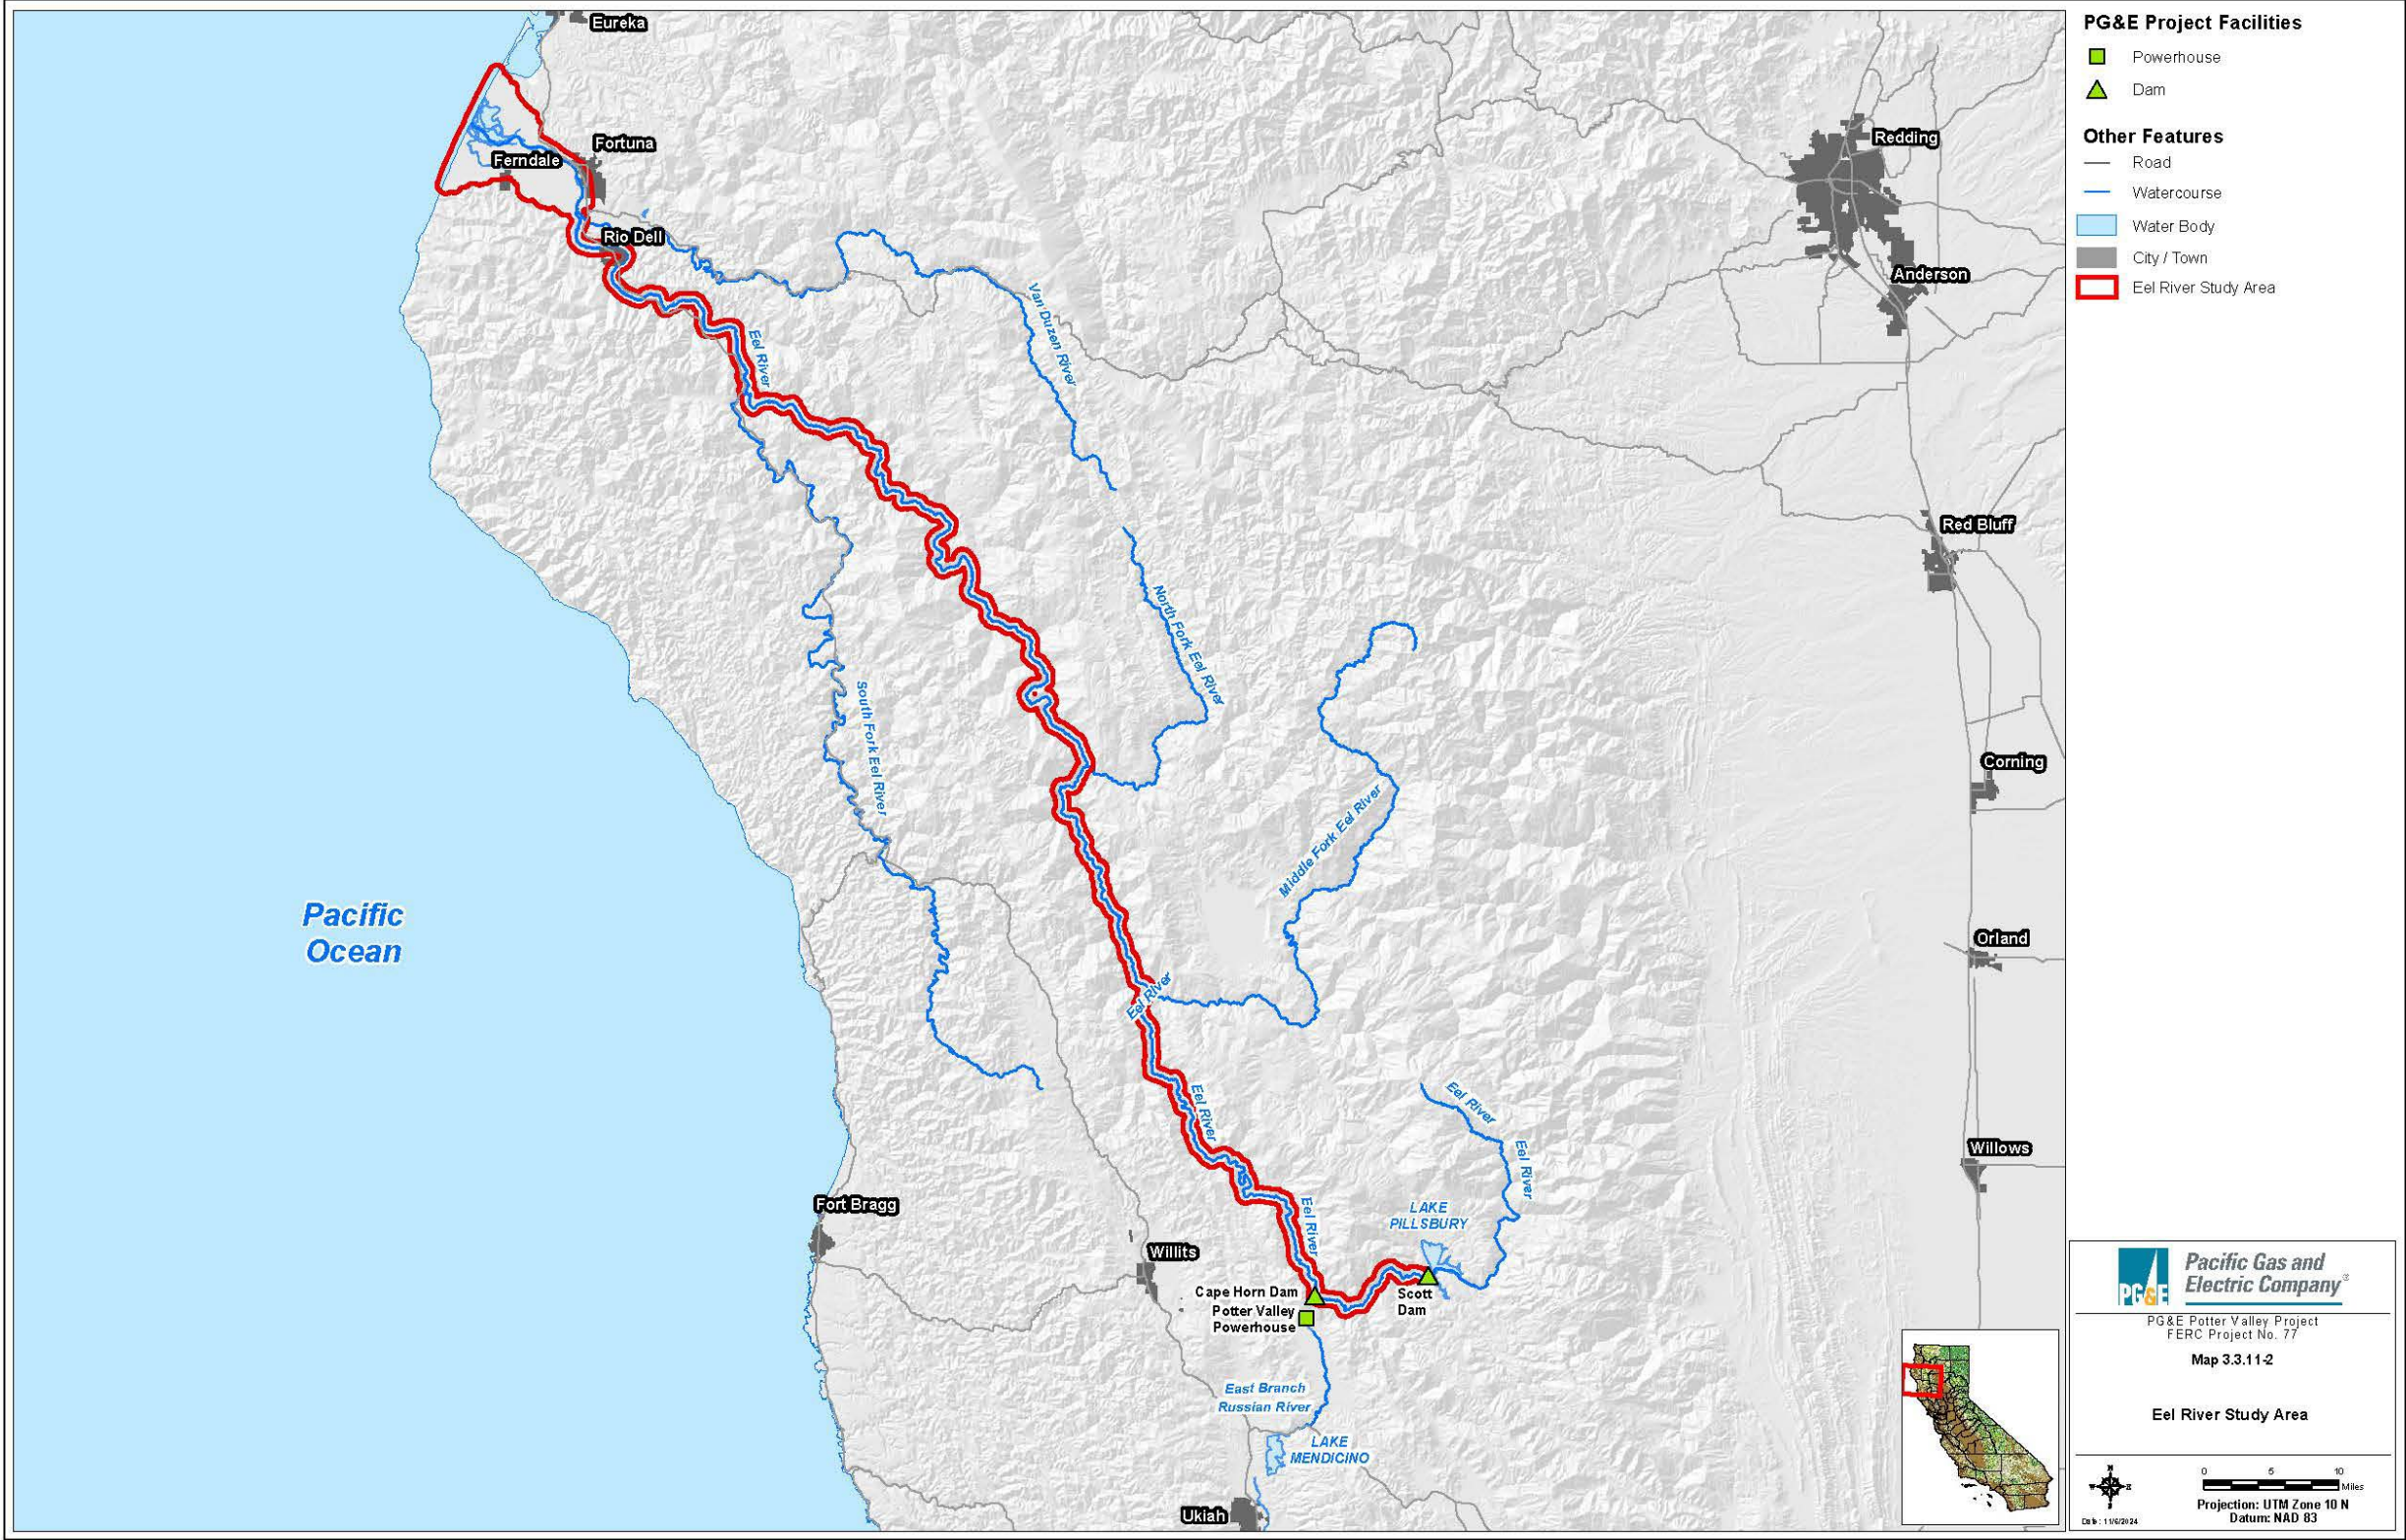 Eureka
Fortuna
Ferndale
Rio Dell
Redding
Anderson
Van Duzen River
Eel River
Red Bluff
North Fork Eel River
South Fork Eel River
Corning
Middle Fork Eel River
Pacific
Ocean
Orland
Eel River
Eel River
Eel River
Eel River
Willows
Fort Bragg
Eel River
LAKE
PILLSBURY
Willits
Cape Horn Dam
Potter Valley
Powerhouse
Scott
Dam
East Branch
Russian River
LAKE
MENDICINO
Ukiah
PG&E Project Facilities
Powerhouse
Dam
Other Features
Road
Watercourse
Water Body
City / Town
Eel River Study Area
PG&E
Pacific Gas and
Electric Company®
PG&E Potter Valley Project
FERC Project No. 77
Map 3.3.11-2
Eel River Study Area
N
W E
S
0 5 10
Miles
Projection: UTM Zone 10 N
Datum: NAD 83
Date: 11/6/2024